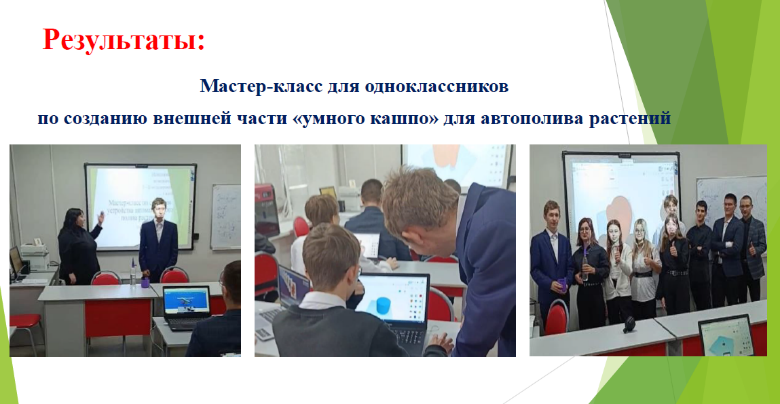 Результаты:
Мастер-класс для одноклассников
по созданию внешней части «умного кашпо» для автополива растений